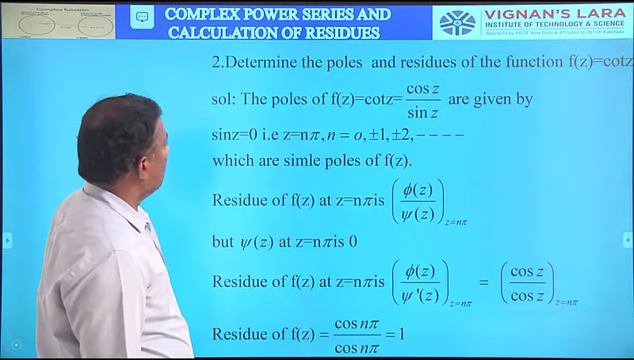 COMPLEX POWER SERIES AND
CALCULATION OF RESIDUES
VIGNAN'S LARA
INSTITUTE OF TECHNOLOGY & SCIENCE
2.Determine the poles and residues of the function f(z)=cotz
sol: The poles of f(z)=cotz= cos z / sin z are given by
sinz=0 i.e z=nπ, n = o, ±1, ±2, – – – –
which are simle poles of f(z).
Residue of f(z) at z=nπ is (ϕ(z) / ψ(z))_{z=nπ}
but ψ(z) at z=nπ is 0
Residue of f(z) at z=nπ is (ϕ(z) / ψ'(z))_{z=nπ} = (cos z / cos z)_{z=nπ}
Residue of f(z) = cos nπ / cos nπ = 1